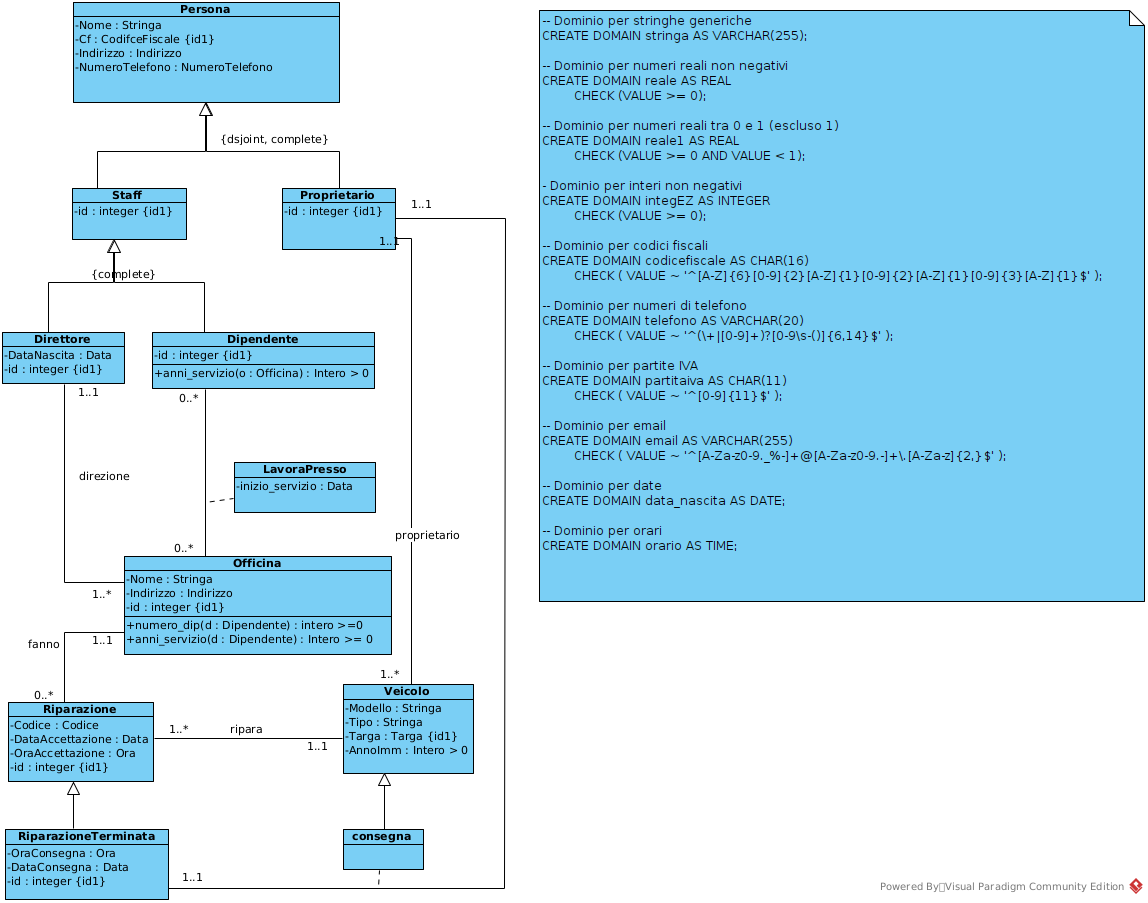 Persona
-Nome : Stringa
-Cf : CodifceFiscale {id1}
-Indirizzo : Indirizzo
-NumeroTelefono : NumeroTelefono
{dsjoint, complete}
Staff
-id : integer {id1}
Proprietario
-id : integer {id1}
1..1
1..1
{complete}
Direttore
-DataNascita : Data
-id : integer {id1}
Dipendente
-id : integer {id1}
+anni_servizio(o : Officina) : Intero > 0
1..1
0..*
direzione
LavoraPresso
-inizio_servizio : Data
proprietario
0..*
1..*
Officina
-Nome : Stringa
-Indirizzo : Indirizzo
-id : integer {id1}
+numero_dip(d : Dipendente) : intero >=0
+anni_servizio(d : Dipendente) : Intero >= 0
fanno
1..1
0..*
1..*
Riparazione
-Codice : Codice
-DataAccettazione : Data
-OraAccettazione : Ora
-id : integer {id1}
1..*
ripara
1..1
Veicolo
-Modello : Stringa
-Tipo : Stringa
-Targa : Targa {id1}
-AnnoImm : Intero > 0
RiparazioneTerminata
-OraConsegna : Ora
-DataConsegna : Data
-id : integer {id1}
1..1
consegna
-- Dominio per stringhe generiche
CREATE DOMAIN stringa AS VARCHAR(255);
-- Dominio per numeri reali non negativi
CREATE DOMAIN reale AS REAL
CHECK (VALUE >= 0);
-- Dominio per numeri reali tra 0 e 1 (escluso 1)
CREATE DOMAIN reale1 AS REAL
CHECK (VALUE >= 0 AND VALUE < 1);
- Dominio per interi non negativi
CREATE DOMAIN integEZ AS INTEGER
CHECK (VALUE >= 0);
-- Dominio per codici fiscali
CREATE DOMAIN codicefiscale AS CHAR(16)
CHECK ( VALUE ~ '^[A-Z]{6}[0-9]{2}[A-Z]{1}[0-9]{2}[A-Z]{1}[0-9]{3}[A-Z]{1}$' );
-- Dominio per numeri di telefono
CREATE DOMAIN telefono AS VARCHAR(20)
CHECK ( VALUE ~ '^(\+|[0-9]+)?[0-9\s-()]{6,14}$' );
-- Dominio per partite IVA
CREATE DOMAIN partitaiva AS CHAR(11)
CHECK ( VALUE ~ '^[0-9]{11}$' );
-- Dominio per email
CREATE DOMAIN email AS VARCHAR(255)
CHECK ( VALUE ~ '^[A-Za-z0-9._%-]+@[A-Za-z0-9.-]+\.[A-Za-z]{2,}$' );
-- Dominio per date
CREATE DOMAIN data_nascita AS DATE;
-- Dominio per orari
CREATE DOMAIN orario AS TIME;
Powered By Visual Paradigm Community Edition